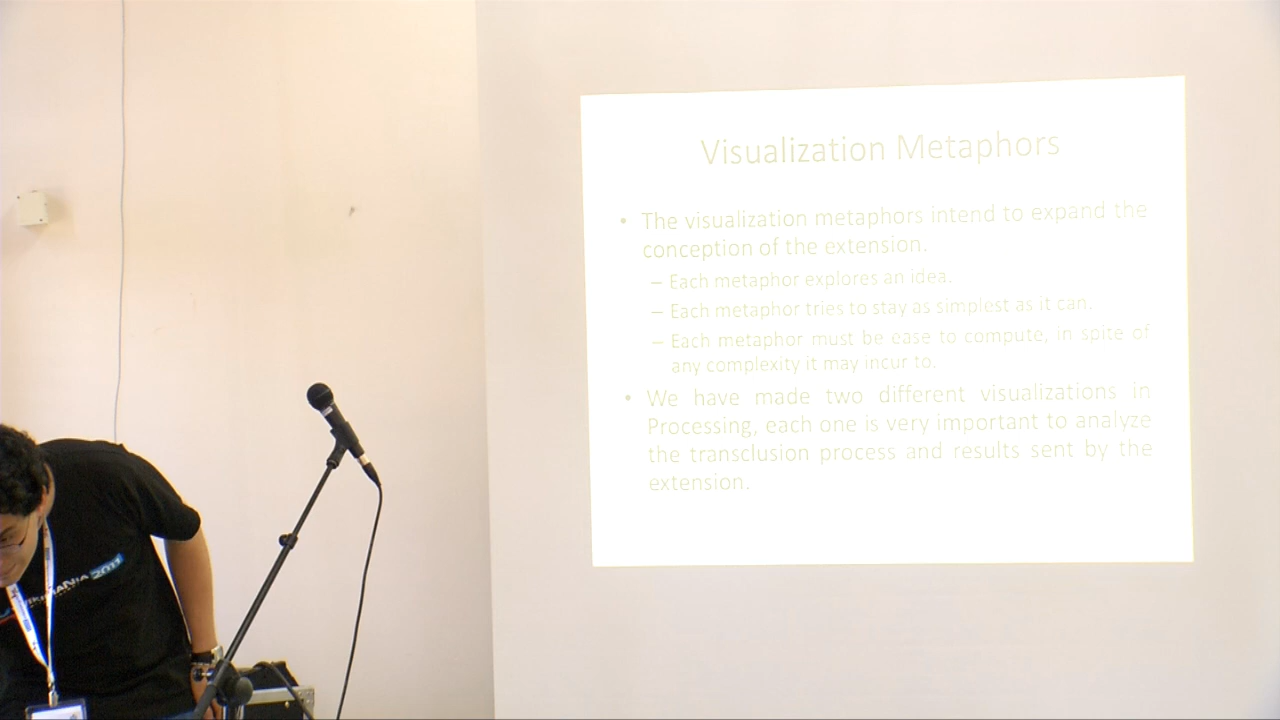 Visualization Metaphors
• The visualization metaphors intend to expand the
conception of the extension.
– Each metaphor explores an idea.
– Each metaphor tries to stay as simplest as it can.
– Each metaphor must be ease to compute, in spite of
any complexity it may incur to.
• We have made two different visualizations in
Processing, each one is very important to analyze
the transclusion process and results sent by the
extension.
2011